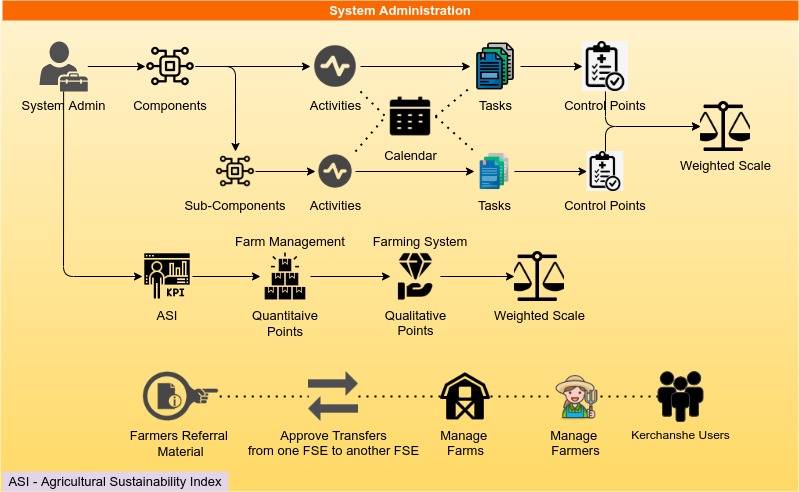 System Administration
System Admin
Components
Activities
Tasks
Control Points
Calendar
Weighted Scale
Sub-Components
Activities
Tasks
Control Points
Farm Management
Farming System
KPI
ASI
Quantitaive
Points
Qualitative
Points
Weighted Scale
Farmers Referral
Material
Approve Transfers
from one FSE to another FSE
Manage
Farms
Manage
Farmers
Kerchanshe Users
ASI - Agricultural Sustainability Index